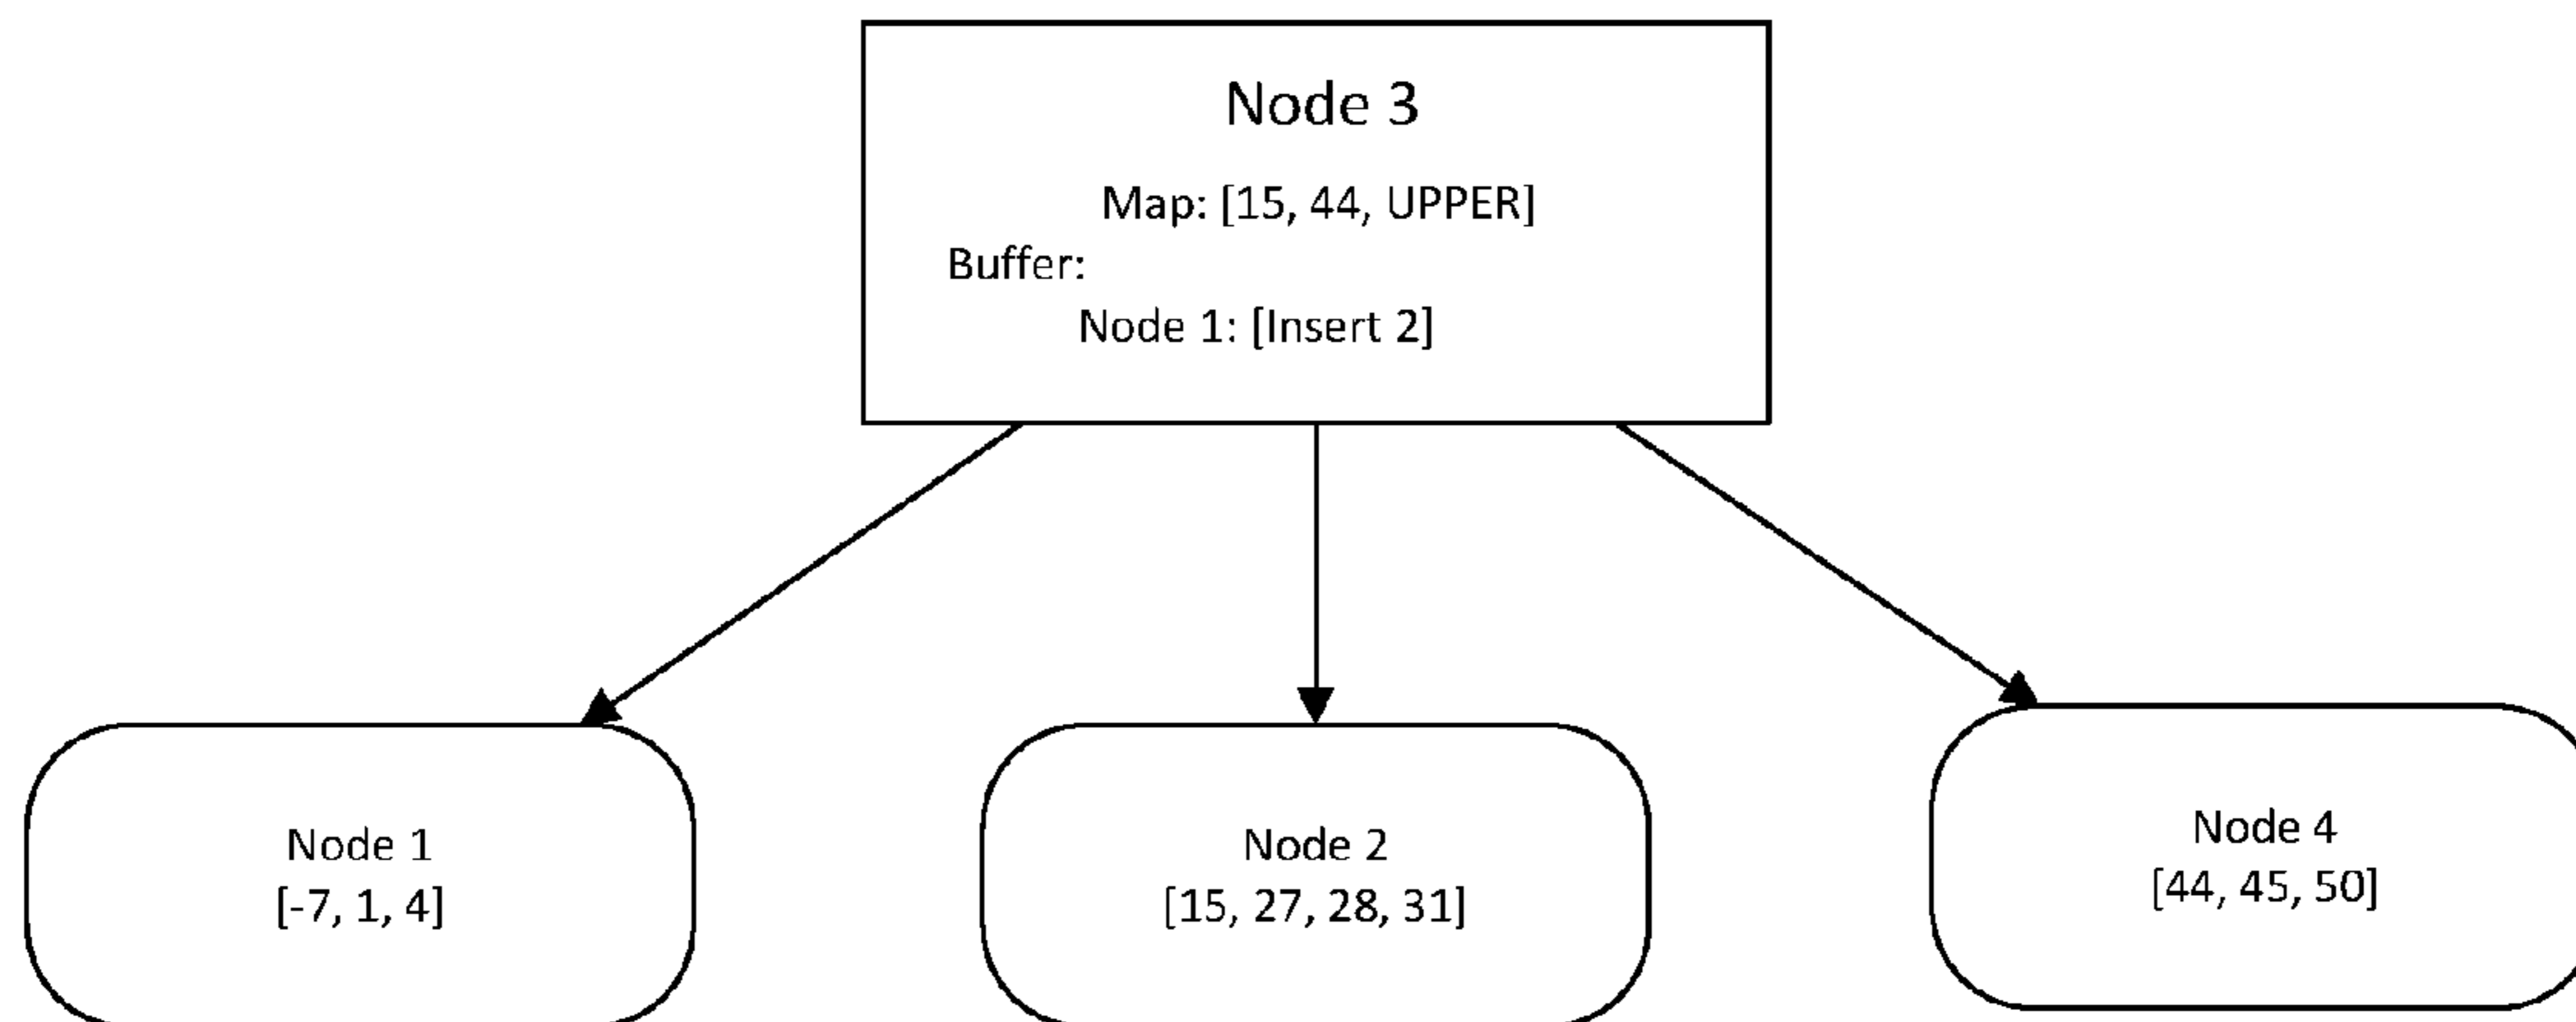 Node 3
Map: [15, 44, UPPER]
Buffer:
Node 1: [Insert 2]
Node 1
[-7, 1, 4]
Node 2
[15, 27, 28, 31]
Node 4
[44, 45, 50]